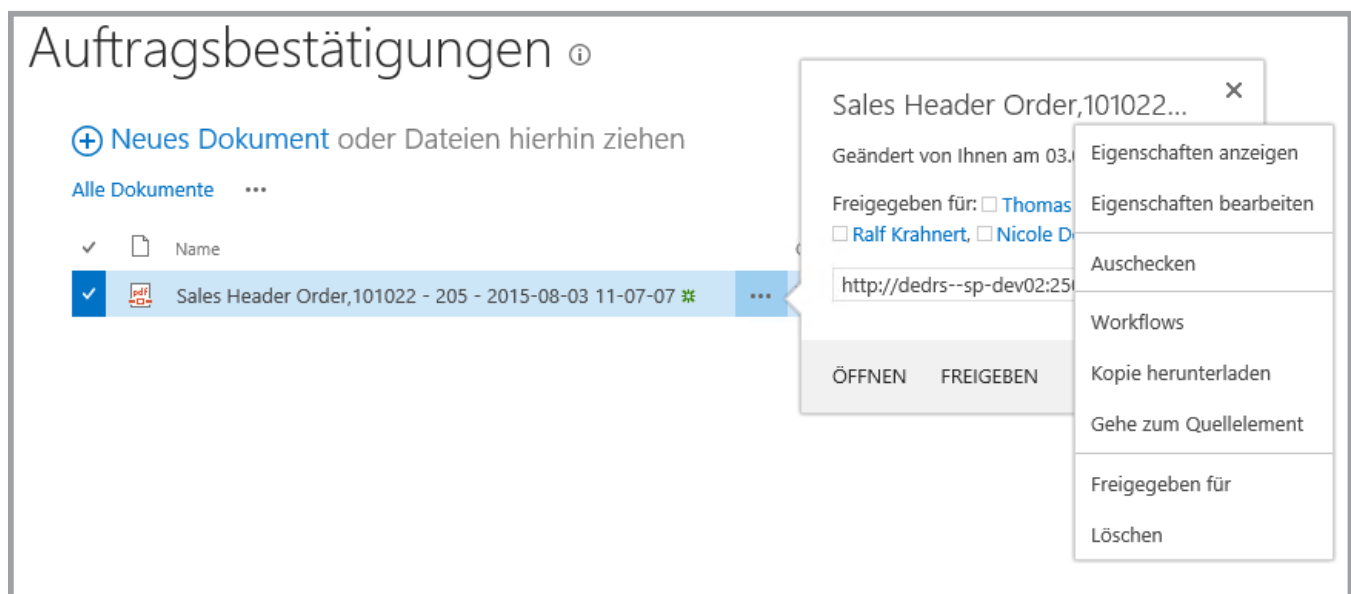 Auftragsbestätigungen
Neues Dokument oder Dateien hierhin ziehen
Alle Dokumente ...
Name
pdf
Sales Header Order,101022 - 205 - 2015-08-03 11-07-07
...
Sales Header Order,101022...
Geändert von Ihnen am 03.
Freigegeben für: Thomas
Ralf Krahnert, Nicole
http://dedrs--sp-dev02:256
ÖFFNEN FREIGEBEN
Eigenschaften anzeigen
Eigenschaften bearbeiten
Auschecken
Workflows
Kopie herunterladen
Gehe zum Quellelement
Freigegeben für
Löschen